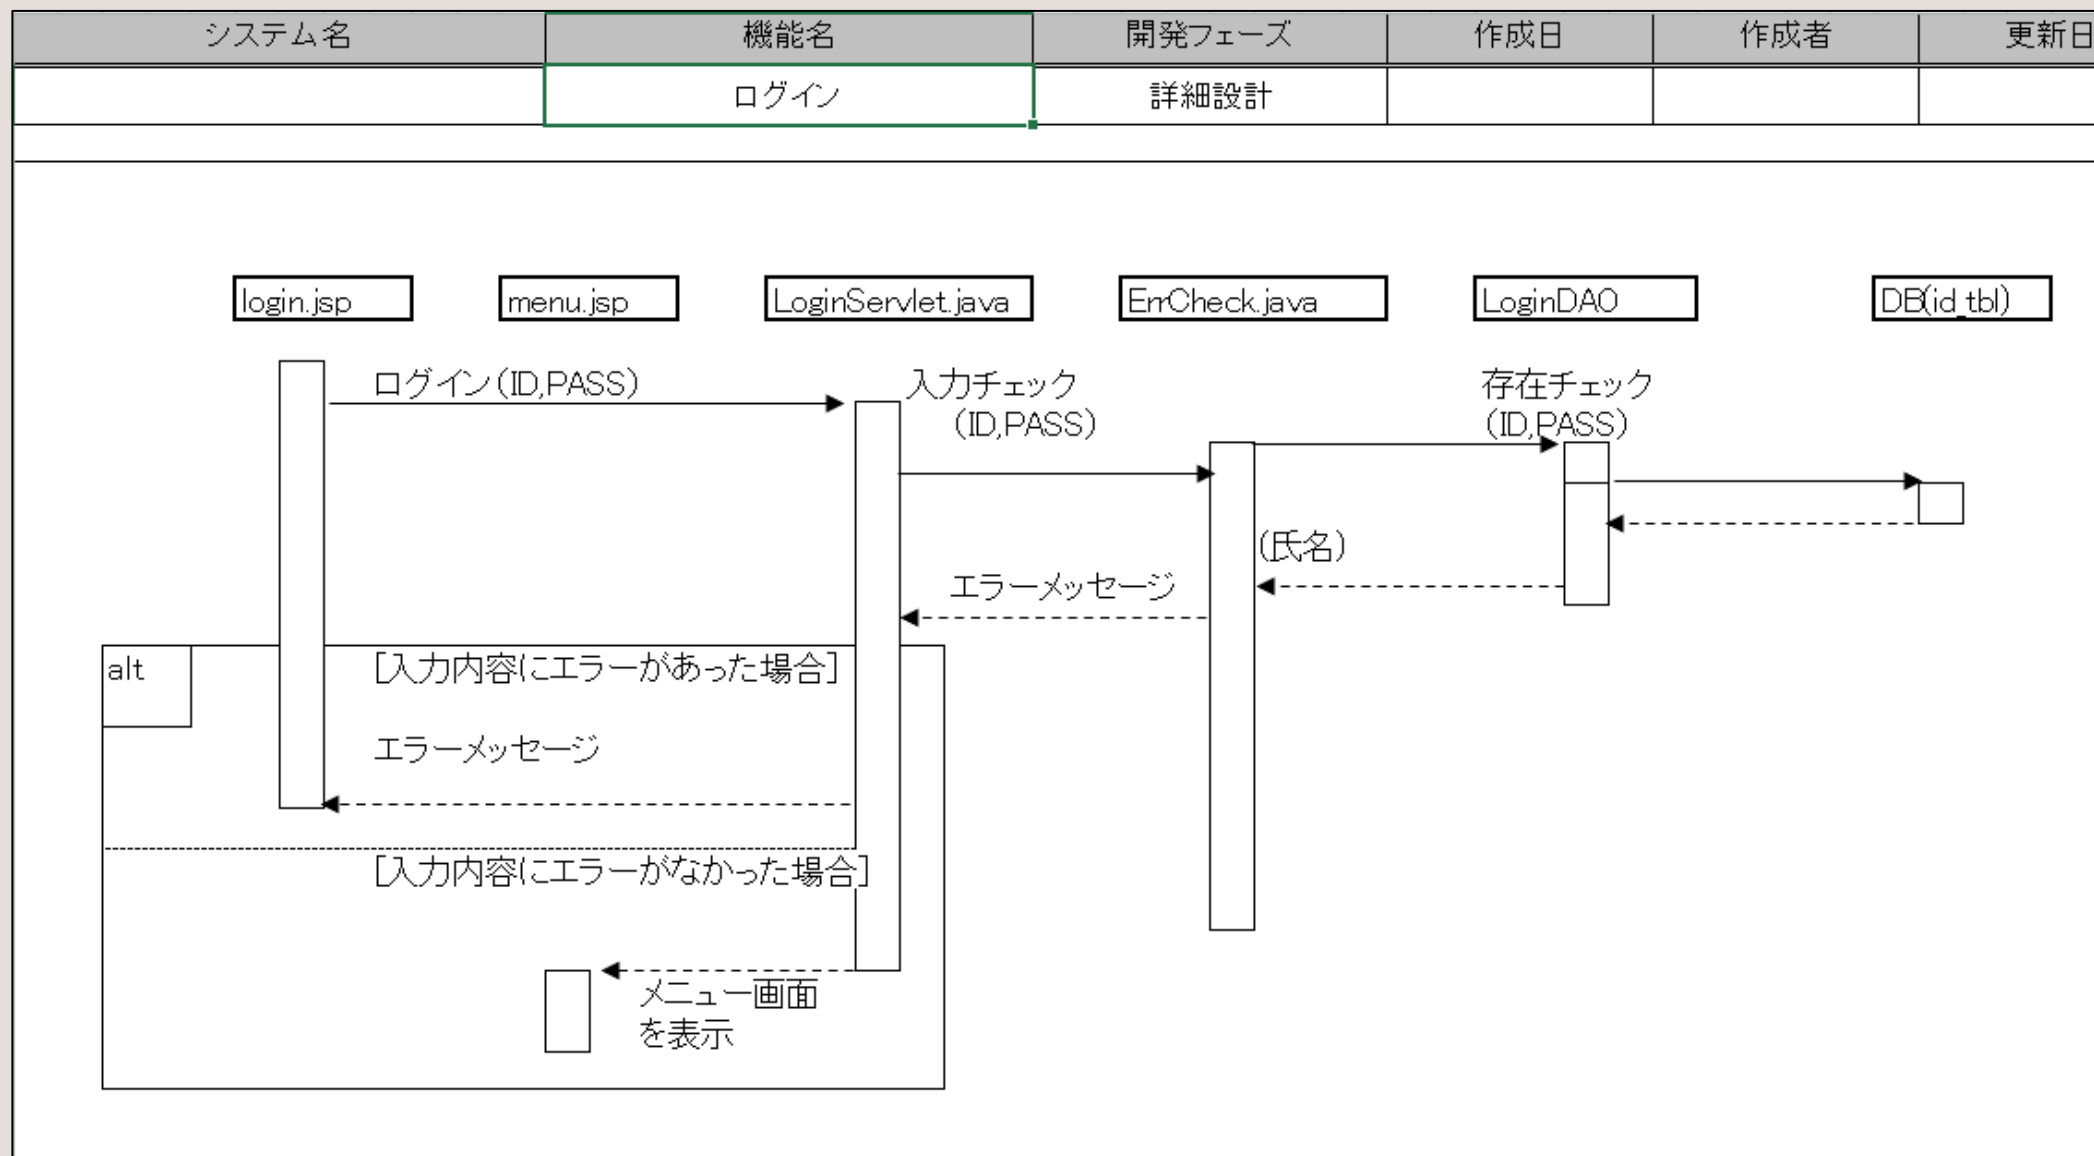 システム名 機能名 開発フェーズ 作成日 作成者 更新日
ログイン 詳細設計
login.jsp menu.jsp LoginServlet.java ErrCheck.java LoginDAO DB(id_tbl)
ログイン(ID,PASS) 入力チェック 存在チェック
(ID,PASS) (ID,PASS)
(氏名)
エラーメッセージ
alt [入力内容にエラーがあった場合]
エラーメッセージ
[入力内容にエラーがなかった場合]
メニュー画面
を表示